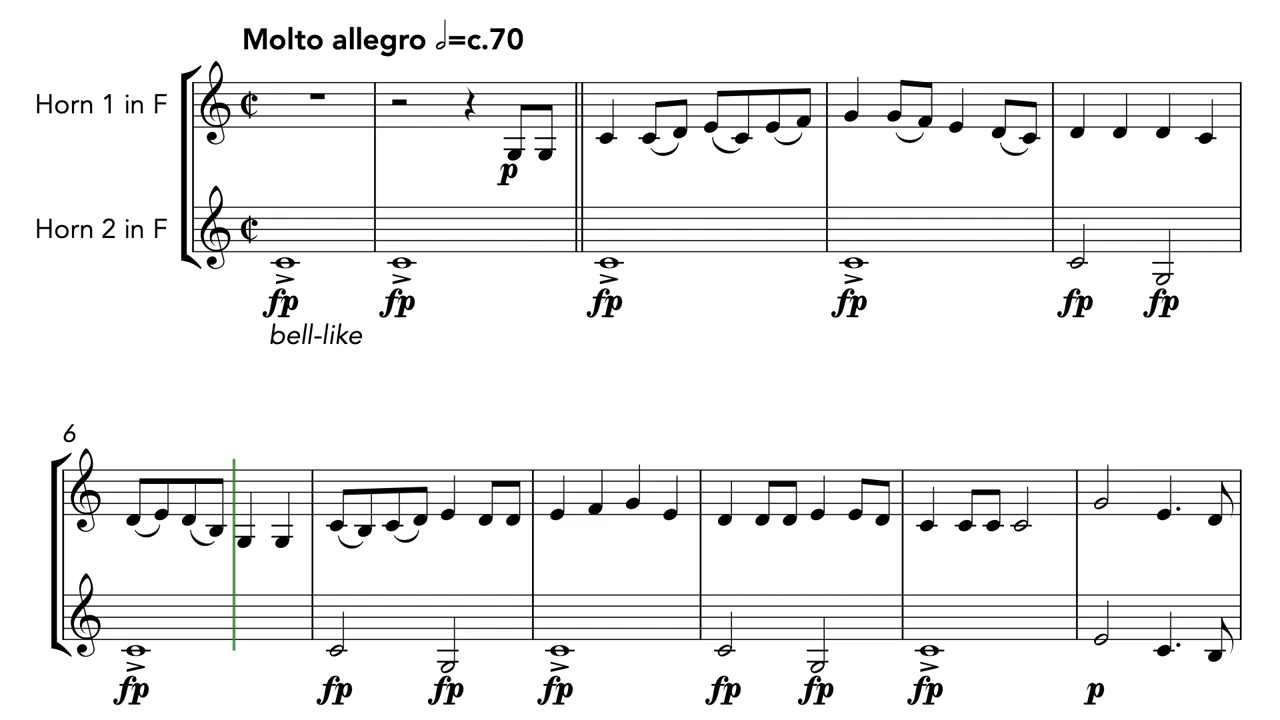 Molto allegro 𝅗𝅥=c.70
Horn 1 in F
p
Horn 2 in F
fp fp fp fp fp fp
bell-like
6
fp fp fp fp fp fp fp p